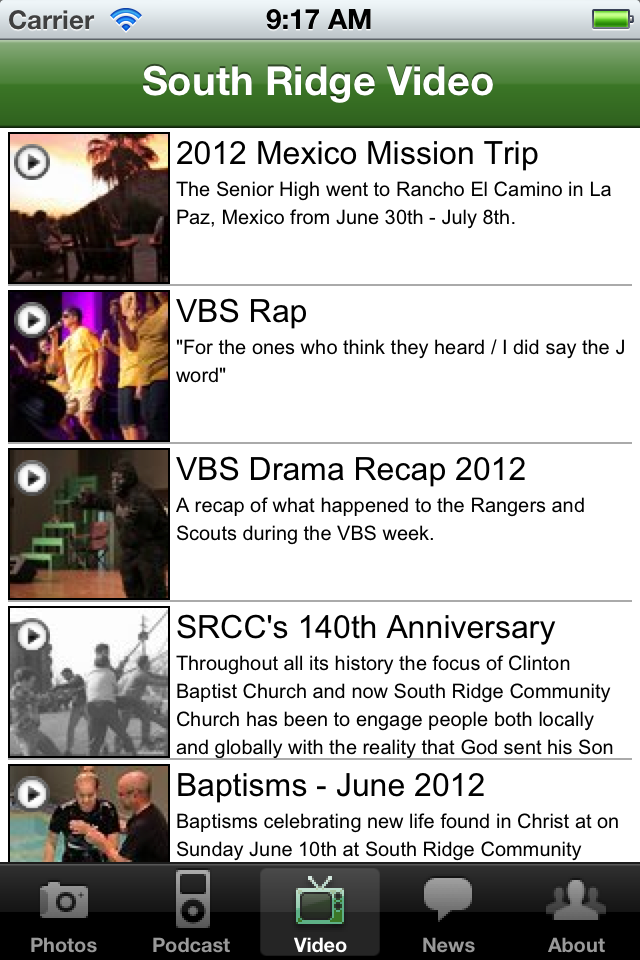 Carrier 9:17 AM
South Ridge Video
2012 Mexico Mission Trip
The Senior High went to Rancho El Camino in La
Paz, Mexico from June 30th - July 8th.
VBS Rap
"For the ones who think they heard / I did say the J
word"
VBS Drama Recap 2012
A recap of what happened to the Rangers and
Scouts during the VBS week.
SRCC's 140th Anniversary
Throughout all its history the focus of Clinton
Baptist Church and now South Ridge Community
Church has been to engage people both locally
and globally with the reality that God sent his Son
Baptisms - June 2012
Baptisms celebrating new life found in Christ at on
Sunday June 10th at South Ridge Community
Photos Podcast Video News About